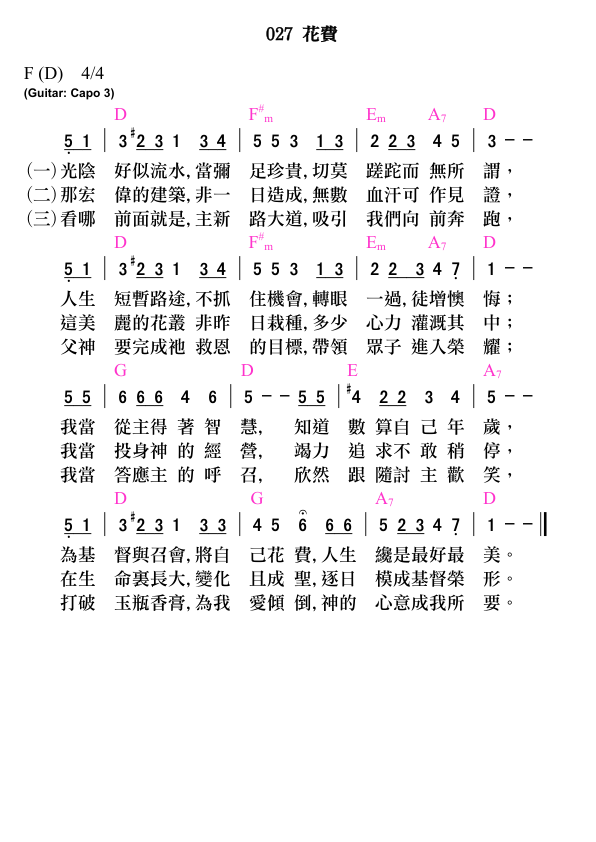 027 花費
F (D) 4/4
(Guitar: Capo 3)
D F#m Em A7 D
5 1 | 3 #2 3 1 3 4 | 5 5 3 1 3 | 2 2 3 4 5 | 3 - -
(一)光陰 好似流水, 當彌 足珍貴, 切莫 蹉跎而 無所 謂，
(二)那宏 偉的建築, 非一 日造成, 無數 血汗可 作見 證，
(三)看哪 前面就是, 主新 路大道, 吸引 我們向 前奔 跑，
D F#m Em A7 D
5 1 | 3 #2 3 1 3 4 | 5 5 3 1 3 | 2 2 3 4 7 | 1 - -
人生 短暫路途, 不抓 住機會, 轉眼 一過, 徒增懊 悔；
這美 麗的花叢 非昨 日栽種, 多少 心力 灌溉其 中；
父神 要完成祂 救恩 的目標, 帶領 眾子 進入榮 耀；
G D E A7
5 5 | 6 6 6 4 6 | 5 - - 5 5 | #4 2 2 3 4 | 5 - -
我當 從主得 著 智 慧, 知道 數 算自 己 年 歲，
我當 投身神 的 經 營, 竭力 追 求不 敢 稍 停，
我當 答應主 的 呼 召, 欣然 跟 隨討 主 歡 笑，
D G A7 D
5 1 | 3 #2 3 1 3 3 | 4 5 6 6 6 | 5 2 3 4 7 | 1 - -
為基 督與召會, 將自 己花 費, 人生 纔是最好最 美。
在生 命裏長大, 變化 且成 聖, 逐日 模成基督榮 形。
打破 玉瓶香膏, 為我 愛傾 倒, 神的 心意成我所 要。